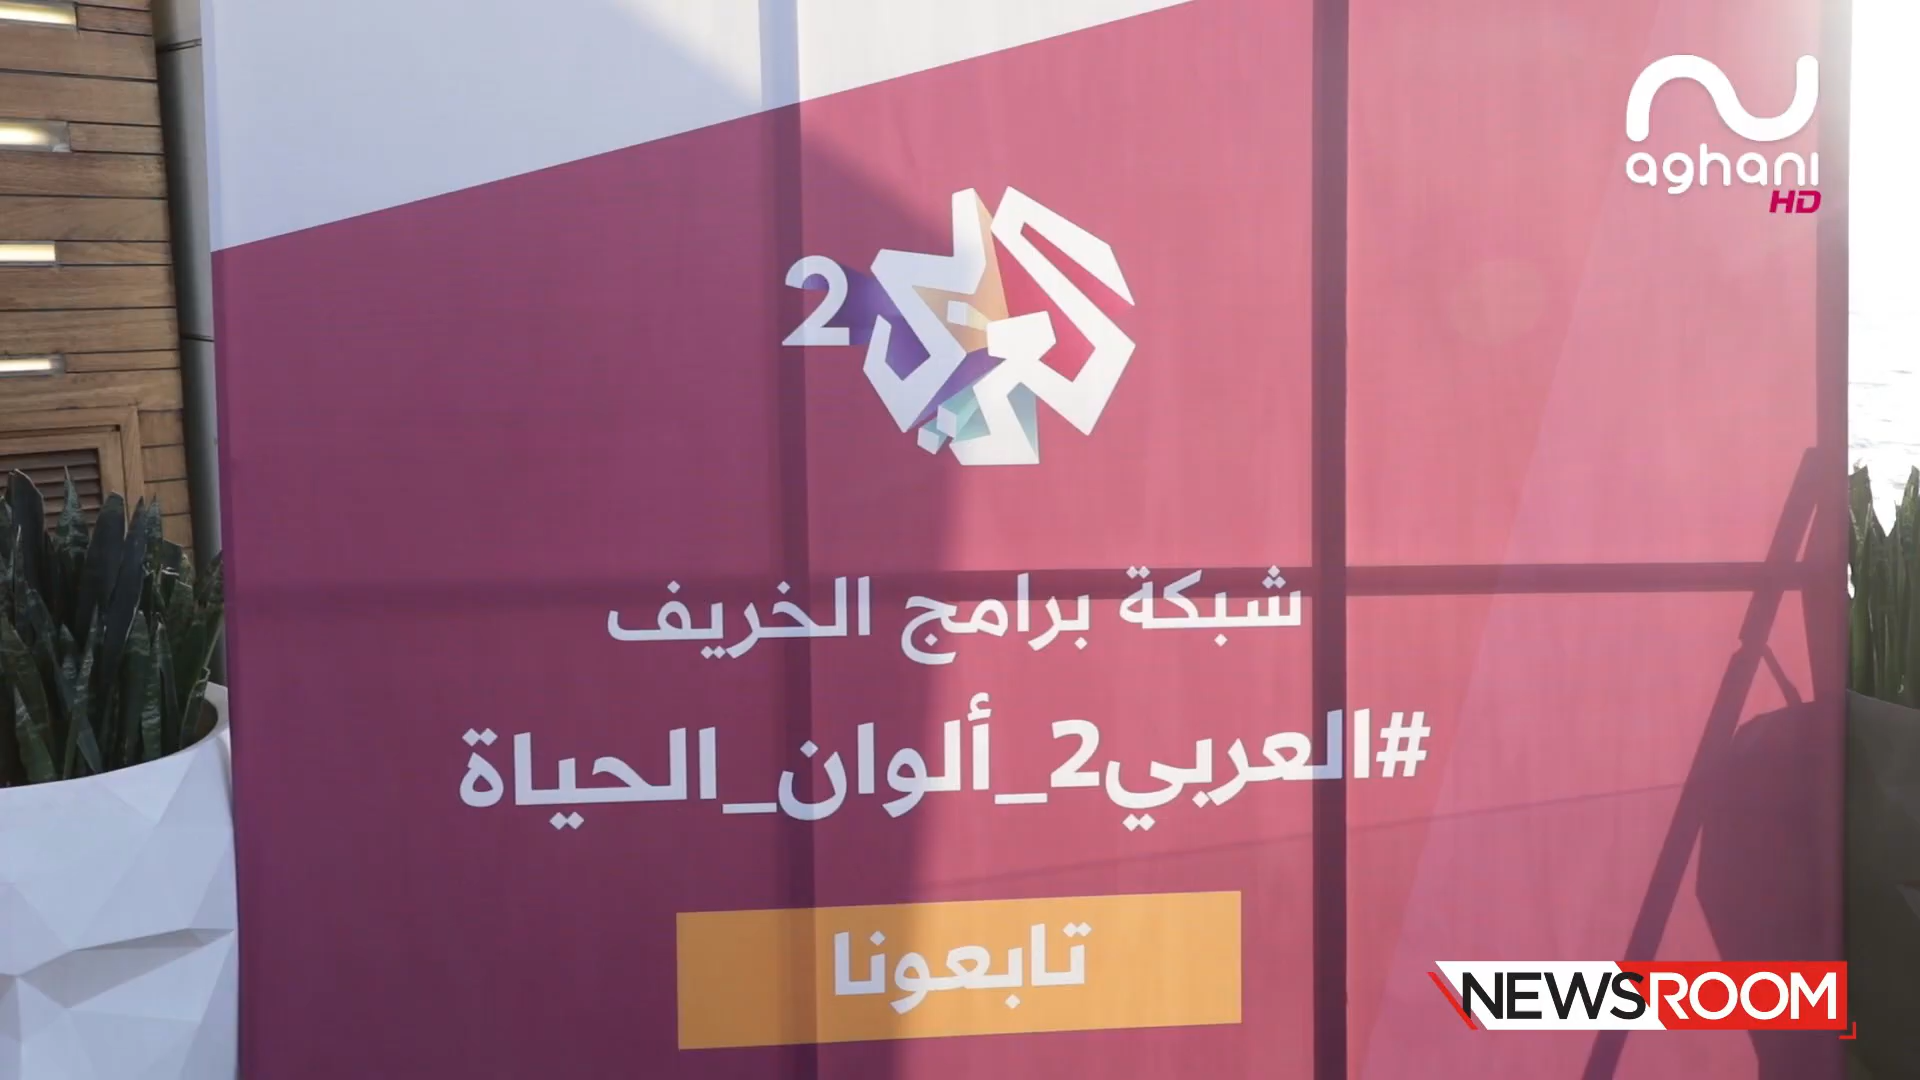 aghani
HD
العربي 2
شبكة برامج الخريف
#العربي2_ألوان_الحياة
تابعونا
NEWSROOM